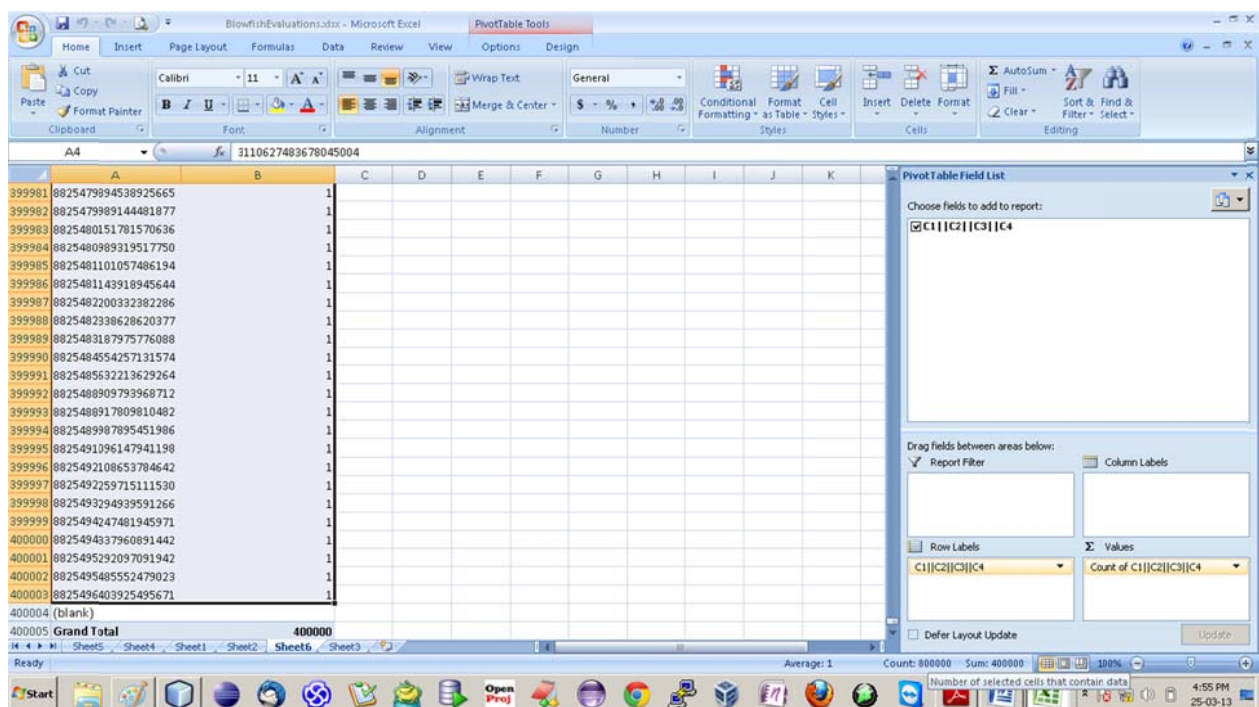 BlowfishEvaluations.xlsx - Microsoft Excel
PivotTable Tools
Home Insert Page Layout Formulas Data Review View Options Design
Paste
Cut
Copy
Format Painter
Clipboard
Calibri 11
B I U
Font
Wrap Text
Merge & Center
Alignment
General
$ % ,
Number
Conditional Formatting
Format as Table
Cell Styles
Styles
Insert Delete Format
Cells
Σ AutoSum
Fill
Clear
Sort & Filter
Find & Select
Editing
A4 fx 3110627483678045004
A B C D E F G H I J K
399981 8825479894538925665 1
399982 8825479989144481877 1
399983 8825480151781570636 1
399984 8825480989319517750 1
399985 8825481101057486194 1
399986 8825481143918945644 1
399987 8825482200332382286 1
399988 8825482338628620377 1
399989 8825483187975776088 1
399990 8825484554257131574 1
399991 8825485632213629264 1
399992 8825488909793968712 1
399993 8825488917809810482 1
399994 8825489987895451986 1
399995 8825491096147941198 1
399996 8825492108653784642 1
399997 8825492259715111530 1
399998 8825493294939591266 1
399999 8825494247481945971 1
400000 8825494337960891442 1
400001 8825495292097091942 1
400002 8825495485552479023 1
400003 8825496403925495671 1
400004 (blank)
400005 Grand Total 400000
PivotTable Field List
Choose fields to add to report:
C1||C2||C3||C4
Drag fields between areas below:
Report Filter
Column Labels
Row Labels
Σ Values
C1||C2||C3||C4
Count of C1||C2||C3||C4
Defer Layout Update
Update
Sheet5 Sheet4 Sheet1 Sheet2 Sheet6 Sheet3
Ready
Average: 1 Count: 800000 Sum: 400000 100%
Number of selected cells that contain data
Start
Open Proj
4:55 PM
25-03-13